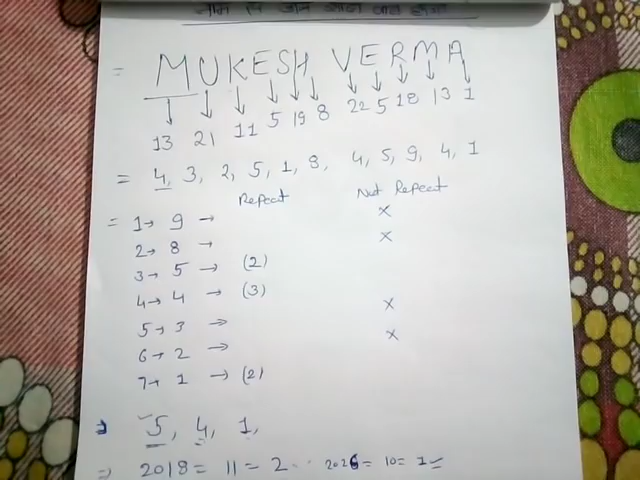 = MUKESH VERMA
13 21 11 5 19 8 22 5 18 13 1
= 4, 3, 2, 5, 1, 8, 4, 5, 9, 4, 1
Repeat Not Repeat
= 1→ 9 → ×
2→ 8 → ×
3→ 5 → (2)
4→ 4 → (3)
5→ 3 → ×
6→ 2 → ×
7→ 1 → (2)
⇒ 5, 4, 1,
⇒ 2018 = 11 = 2 2026 = 10 = 1